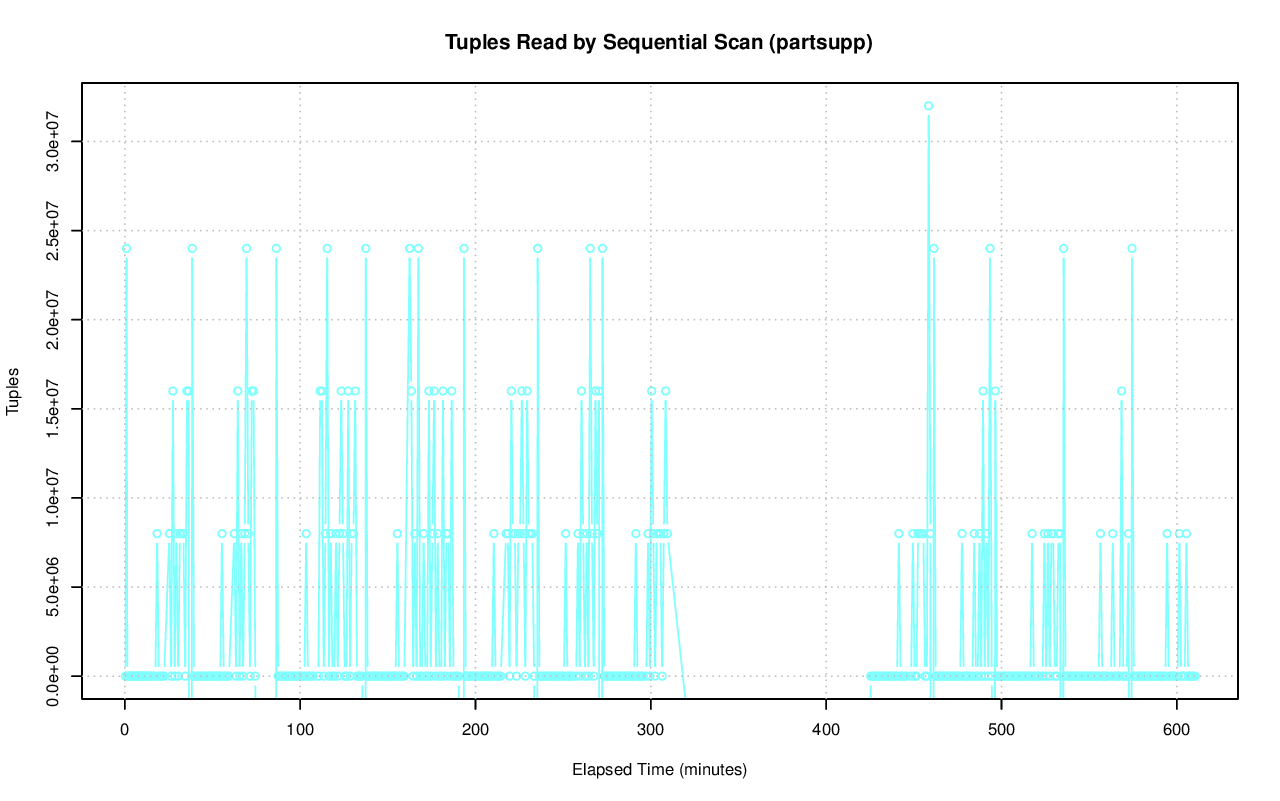 Tuples Read by Sequential Scan (partsupp)
Tuples
3.0e+07
2.5e+07
2.0e+07
1.5e+07
1.0e+07
5.0e+06
0.0e+00
0 100 200 300 400 500 600
Elapsed Time (minutes)